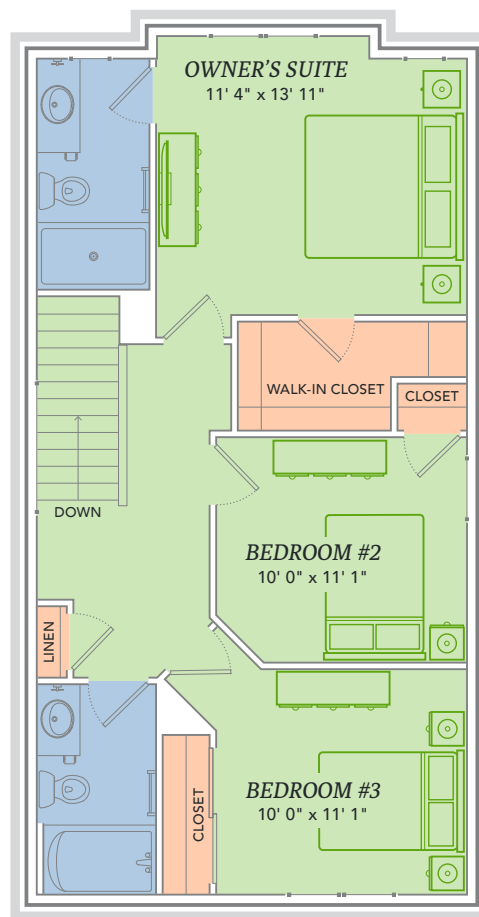 OWNER'S SUITE
11' 4" x 13' 11"
WALK-IN CLOSET
CLOSET
DOWN
BEDROOM #2
10' 0" x 11' 1"
LINEN
BEDROOM #3
10' 0" x 11' 1"
CLOSET